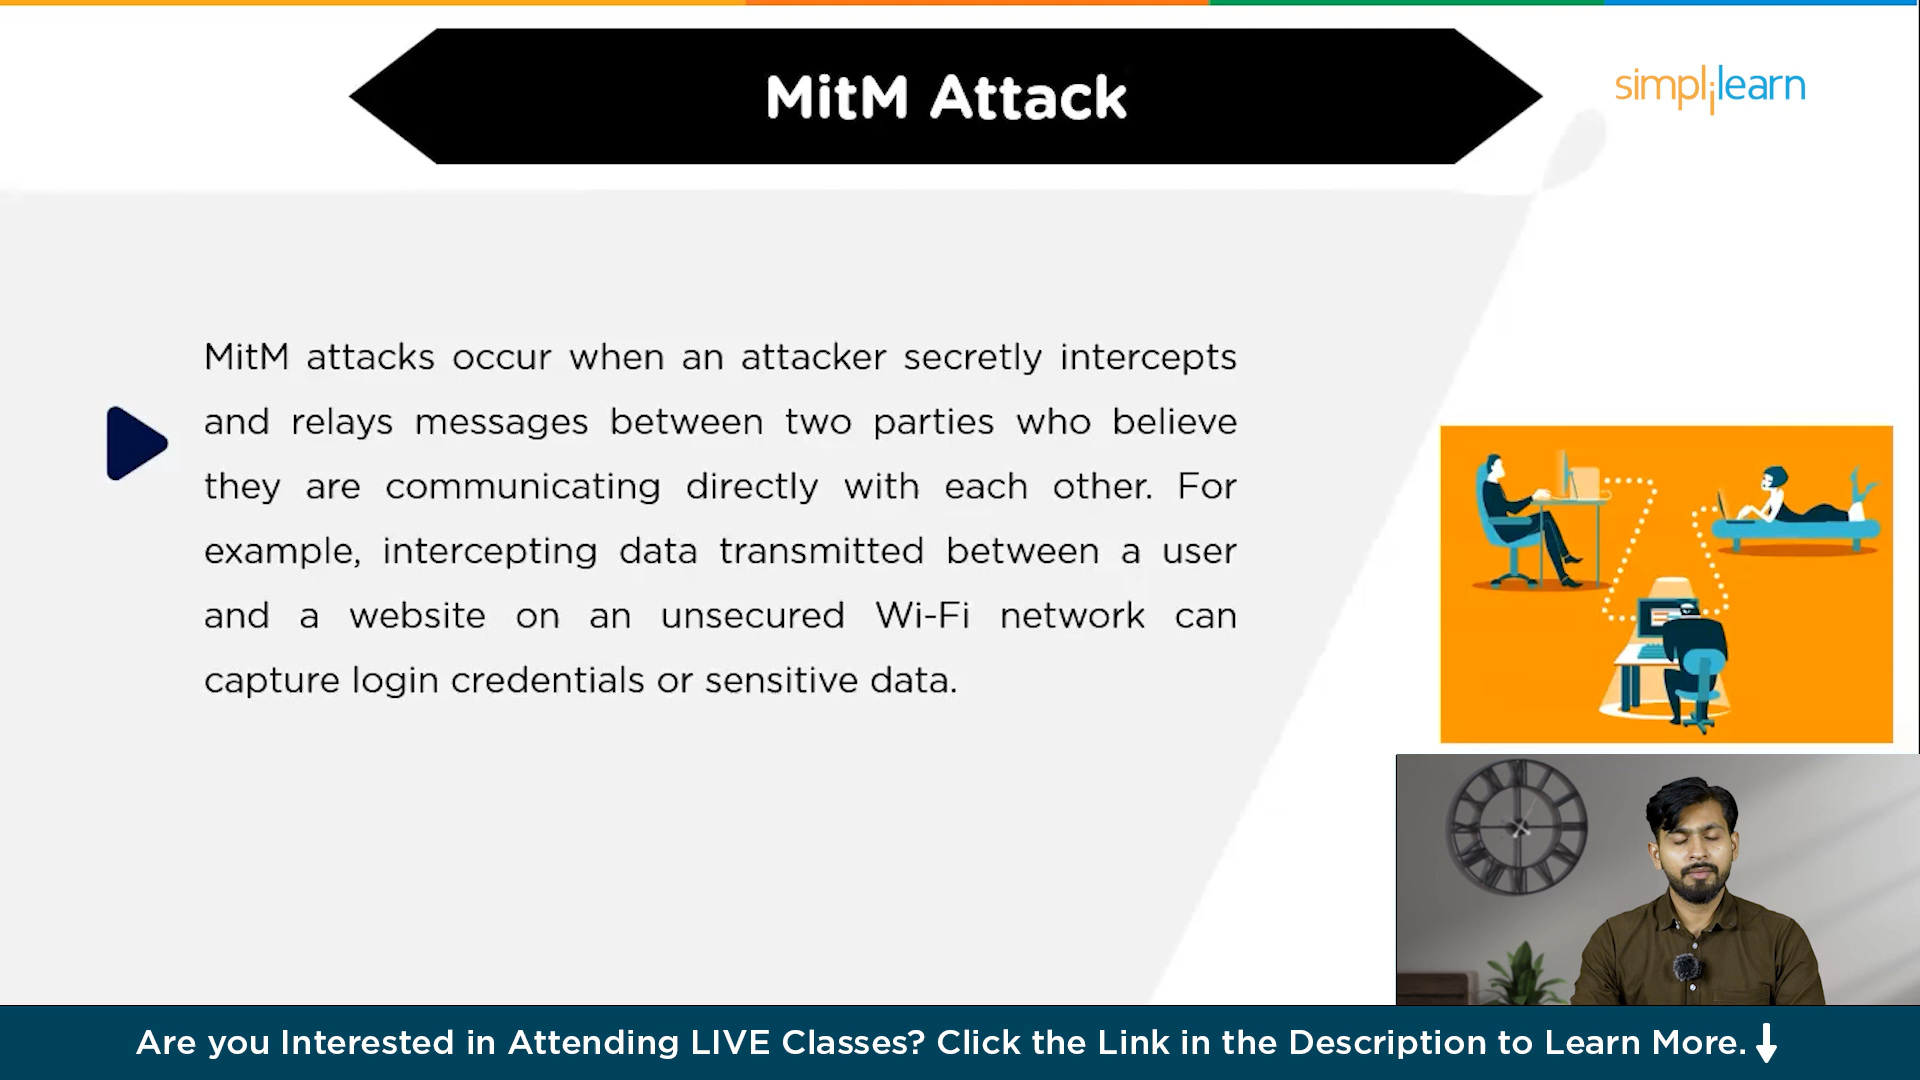 MitM Attack
simplilearn
MitM attacks occur when an attacker secretly intercepts
and relays messages between two parties who believe
they are communicating directly with each other. For
example, intercepting data transmitted between a user
and a website on an unsecured Wi-Fi network can
capture login credentials or sensitive data.
Are you Interested in Attending LIVE Classes? Click the Link in the Description to Learn More.